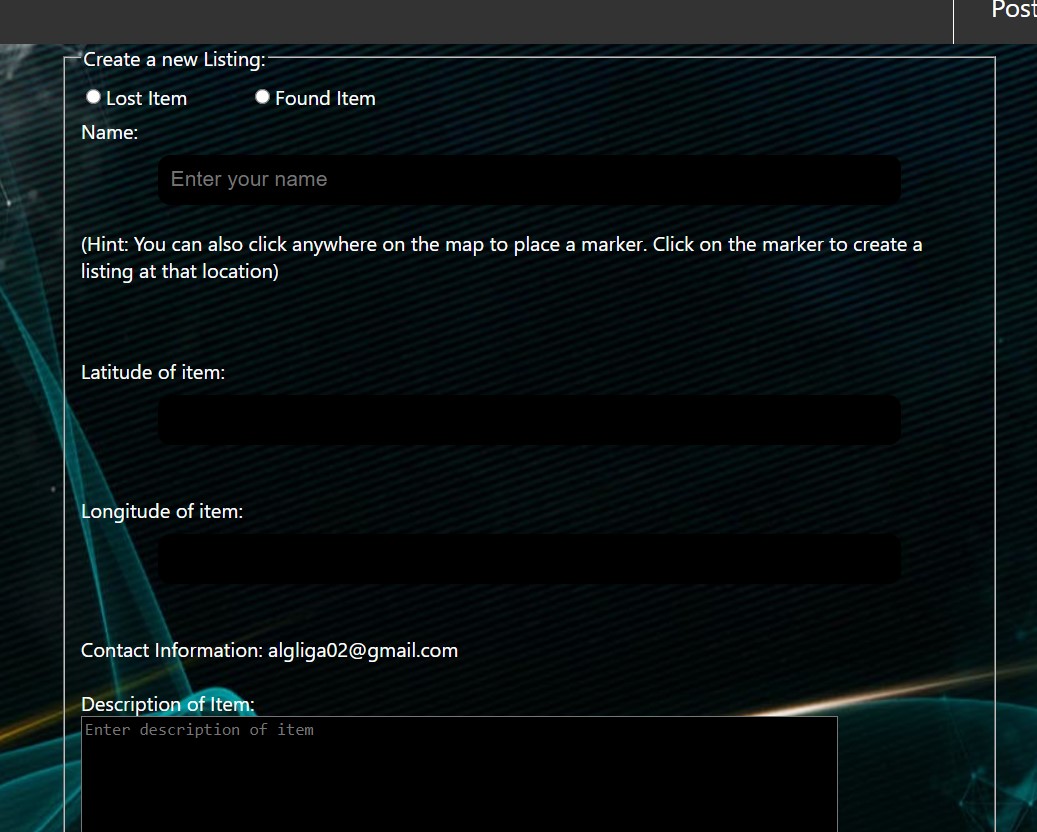 Post
Create a new Listing:
Lost Item Found Item
Name:
Enter your name
(Hint: You can also click anywhere on the map to place a marker. Click on the marker to create a
listing at that location)
Latitude of item:
Longitude of item:
Contact Information: algliga02@gmail.com
Description of Item:
Enter description of item